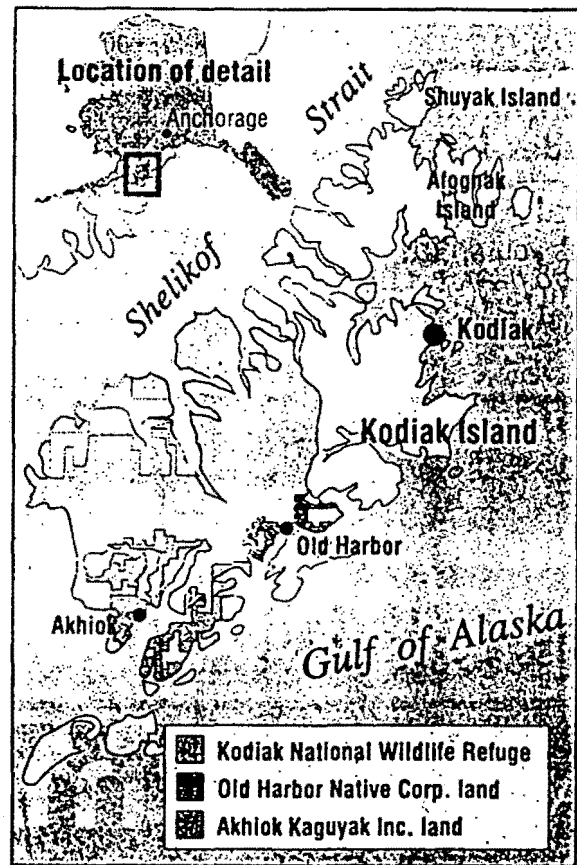 Location of detail
Anchorage
Strait
Shuyak Island
Afognak
Island
Shelikof
Kodiak
Kodiak Island
Old Harbor
Akhiok
Gulf of Alaska
Kodiak National Wildlife Refuge
Old Harbor Native Corp. land
Akhiok Kaguyak Inc. land